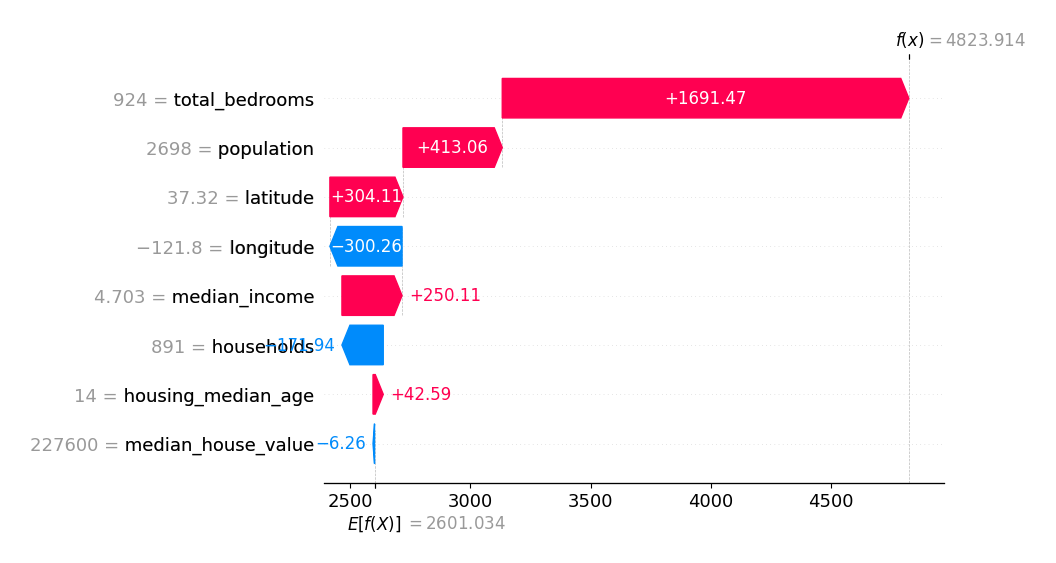 f(x) = 4823.914
924 = total_bedrooms +1691.47
2698 = population +413.06
37.32 = latitude +304.11
−121.8 = longitude −300.26
4.703 = median_income +250.11
891 = households −171.94
14 = housing_median_age +42.59
227600 = median_house_value −6.26
2500 3000 3500 4000 4500
E[f(X)] = 2601.034